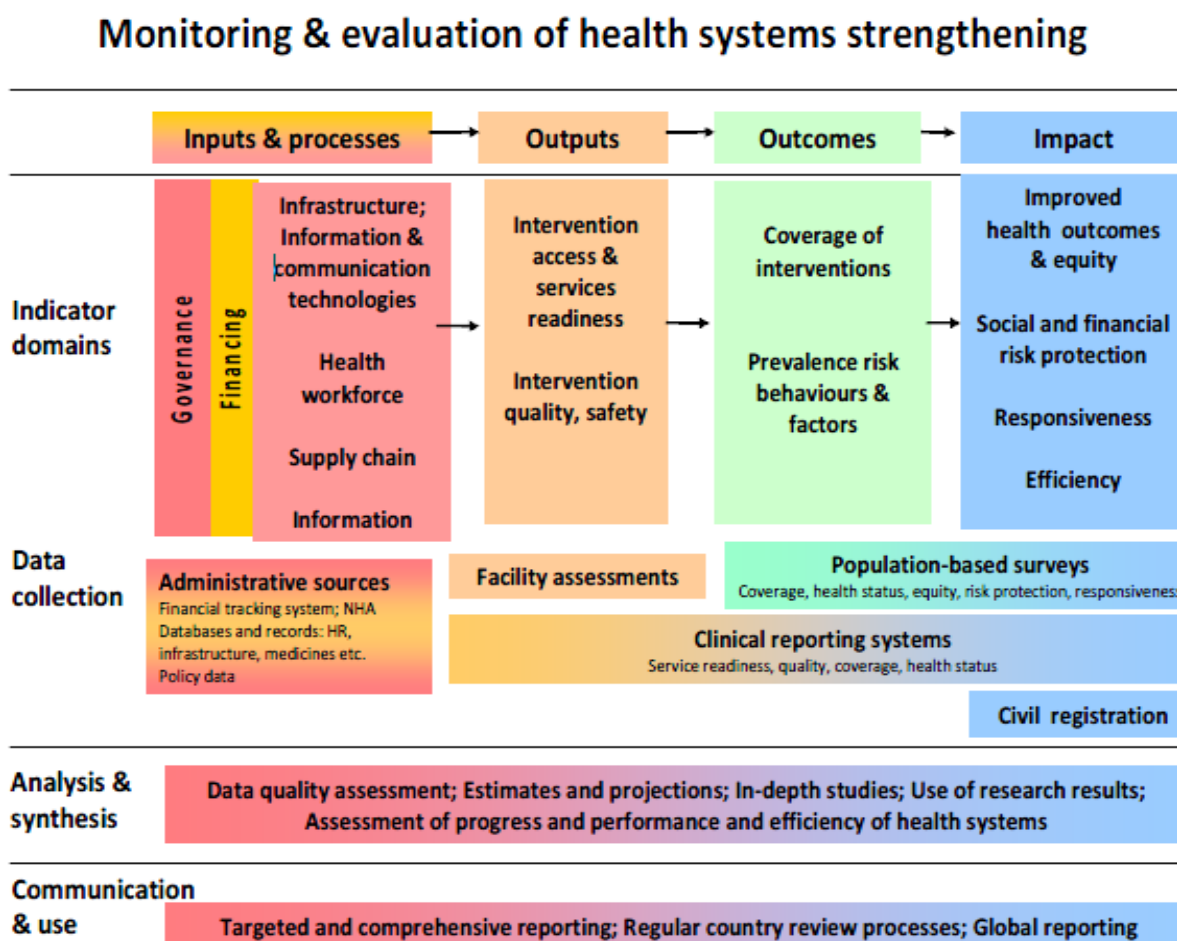 Monitoring & evaluation of health systems strengthening
Inputs & processes
Outputs
Outcomes
Impact
Indicator
domains
Governance
Financing
Infrastructure;
Information &
communication
technologies
Health
workforce
Supply chain
Information
Intervention
access &
services
readiness
Intervention
quality, safety
Coverage of
interventions
Prevalence risk
behaviours &
factors
Improved
health outcomes
& equity
Social and financial
risk protection
Responsiveness
Efficiency
Data
collection
Administrative sources
Financial tracking system; NHA
Databases and records: HR,
infrastructure, medicines etc.
Policy data
Facility assessments
Population-based surveys
Coverage, health status, equity, risk protection, responsiveness
Clinical reporting systems
Service readiness, quality, coverage, health status
Civil registration
Analysis &
synthesis
Data quality assessment; Estimates and projections; In-depth studies; Use of research results;
Assessment of progress and performance and efficiency of health systems
Communication
& use
Targeted and comprehensive reporting; Regular country review processes; Global reporting